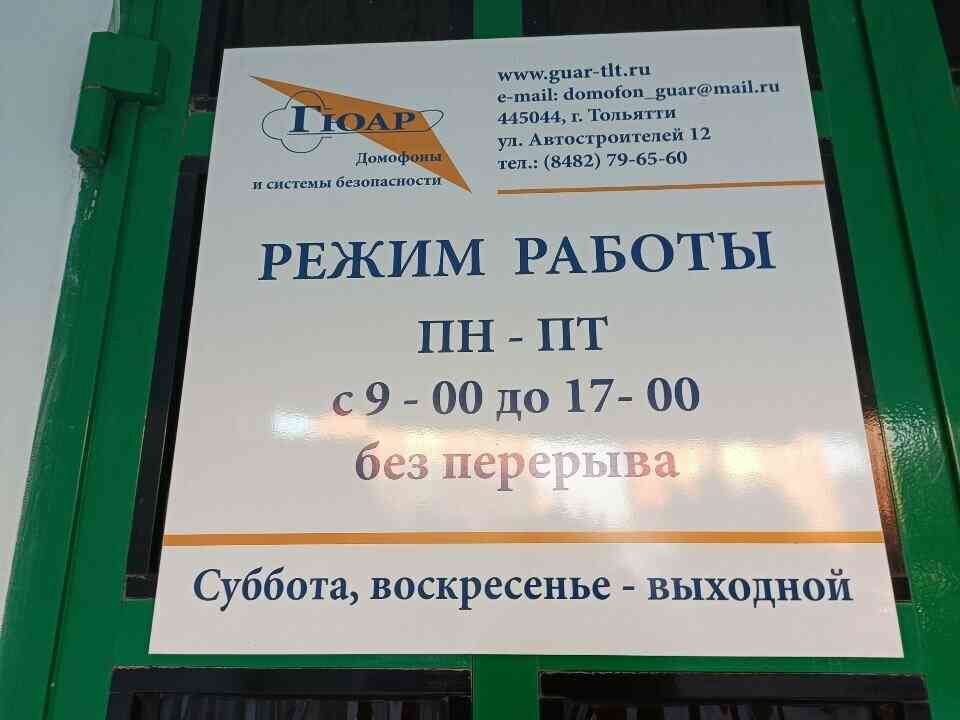 ГЮАР
Домофоны
и системы безопасности
www.guar-tlt.ru
e-mail: domofon_guar@mail.ru
445044, г. Тольятти
ул. Автостроителей 12
тел.: (8482) 79-65-60
РЕЖИМ РАБОТЫ
ПН - ПТ
с 9 - 00 до 17- 00
без перерыва
Суббота, воскресенье - выходной